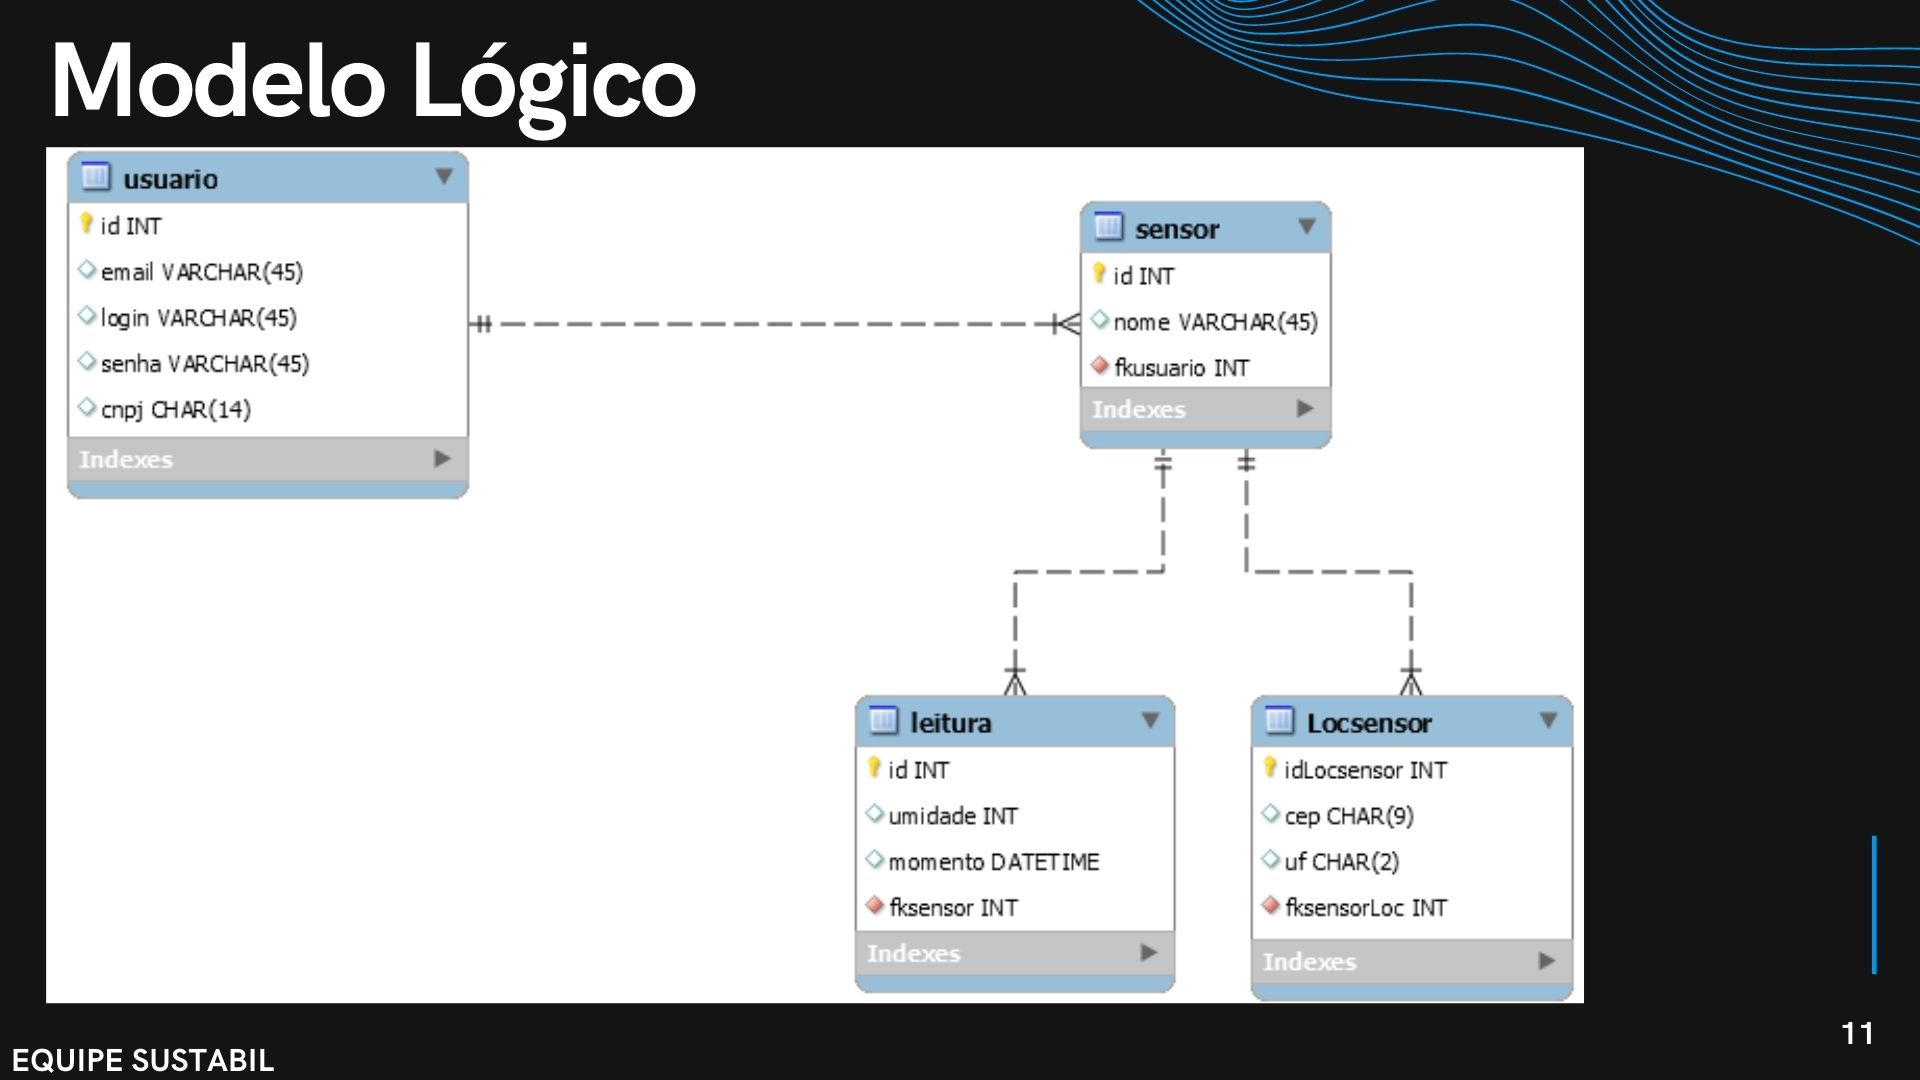 Modelo Lógico
usuario
id INT
email VARCHAR(45)
login VARCHAR(45)
senha VARCHAR(45)
cnpj CHAR(14)
Indexes
sensor
id INT
nome VARCHAR(45)
fkusuario INT
Indexes
leitura
id INT
umidade INT
momento DATETIME
fksensor INT
Indexes
Locsensor
idLocsensor INT
cep CHAR(9)
uf CHAR(2)
fksensorLoc INT
Indexes
11
EQUIPE SUSTABIL